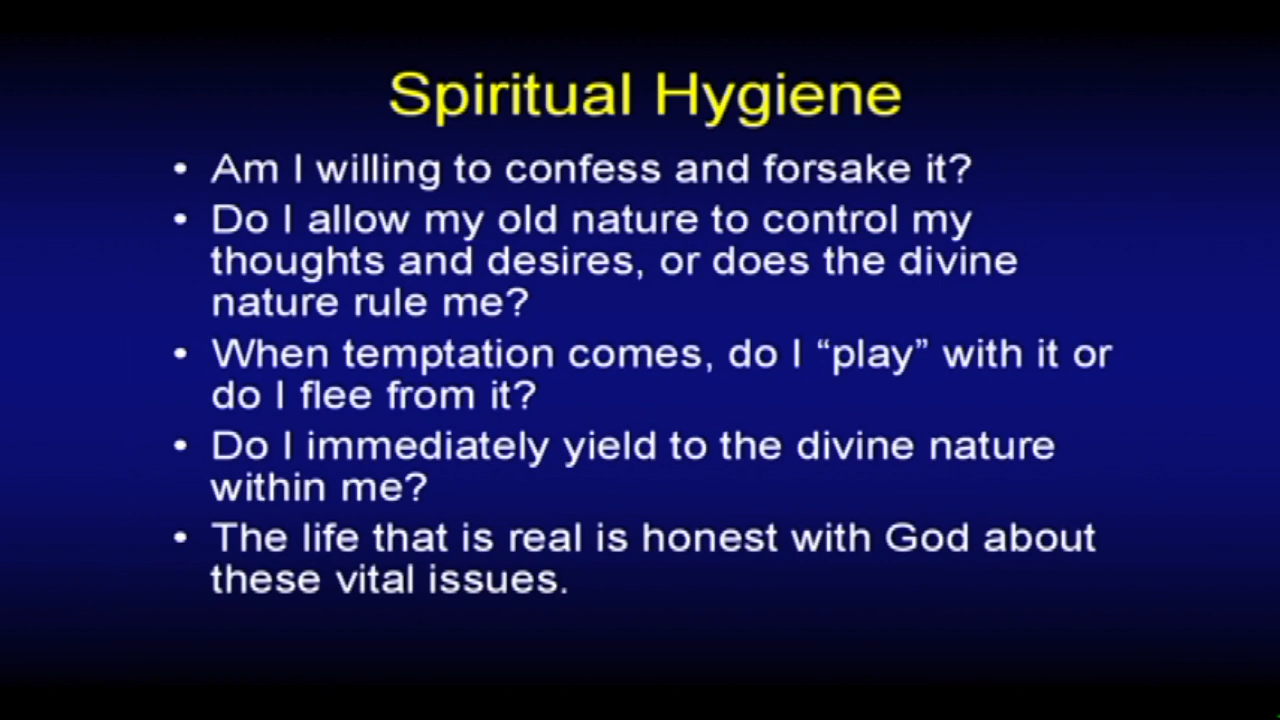 Spiritual Hygiene
• Am I willing to confess and forsake it?
• Do I allow my old nature to control my
thoughts and desires, or does the divine
nature rule me?
• When temptation comes, do I “play” with it or
do I flee from it?
• Do I immediately yield to the divine nature
within me?
• The life that is real is honest with God about
these vital issues.